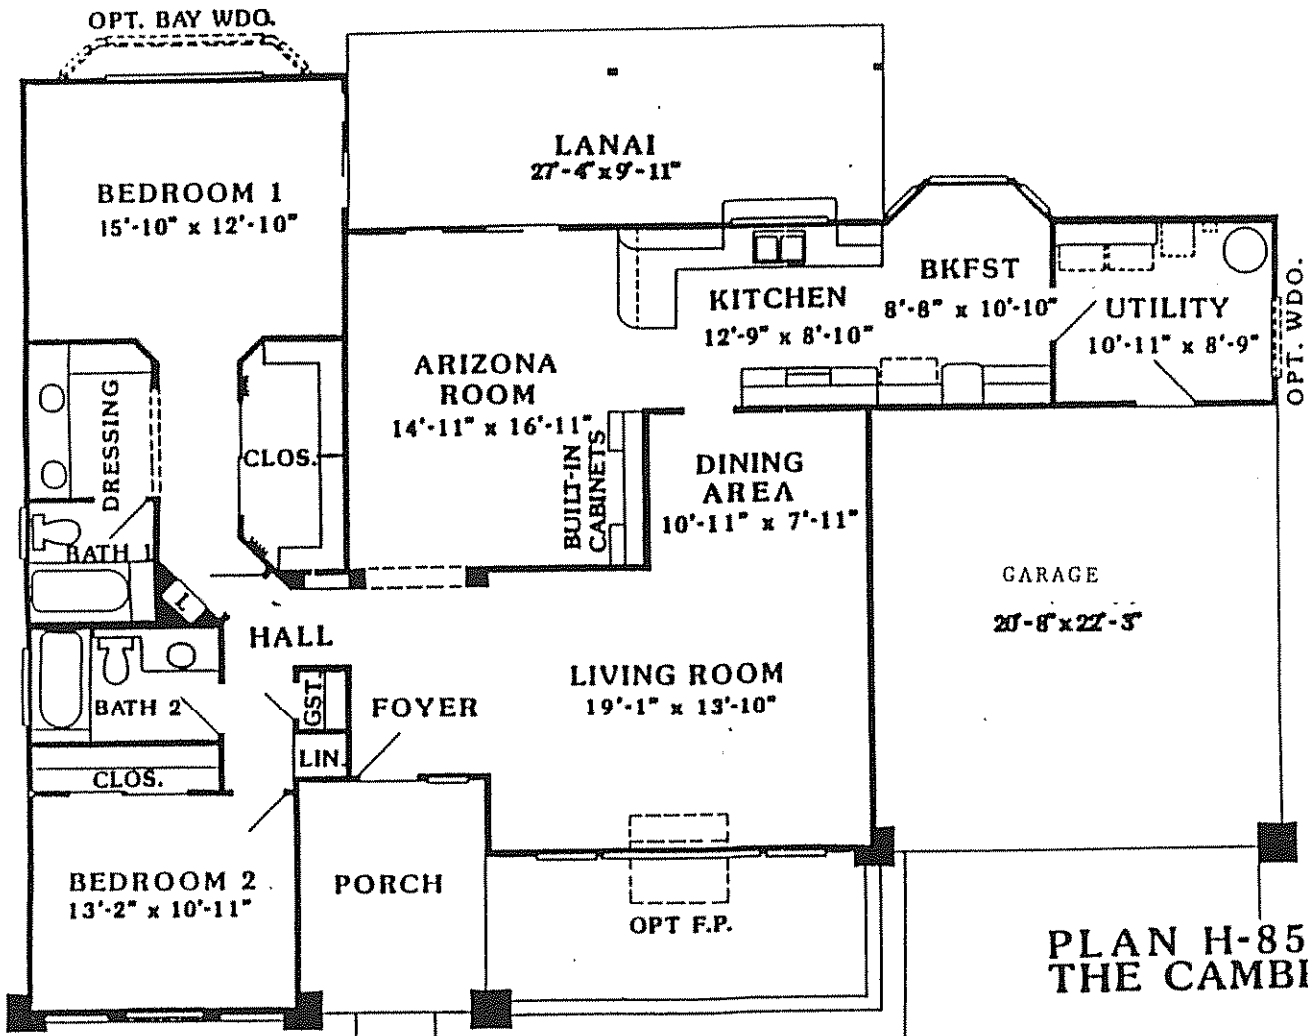 OPT. BAY WDO.
LANAI
27'-4" x 9'-11"
BEDROOM 1
15'-10" x 12'-10"
BKFST
8'-8" x 10'-10"
KITCHEN
12'-9" x 8'-10"
UTILITY
10'-11" x 8'-9"
OPT. WDO.
ARIZONA
ROOM
14'-11" x 16'-11"
DRESSING
CLOS.
BUILT-IN
CABINETS
DINING
AREA
10'-11" x 7'-11"
BATH 1
L
GARAGE
20'-8" x 22'-3"
HALL
LIVING ROOM
19'-1" x 13'-10"
GST.
FOYER
BATH 2
LIN.
CLOS.
BEDROOM 2
13'-2" x 10'-11"
PORCH
OPT F.P.
PLAN H-85
THE CAMB